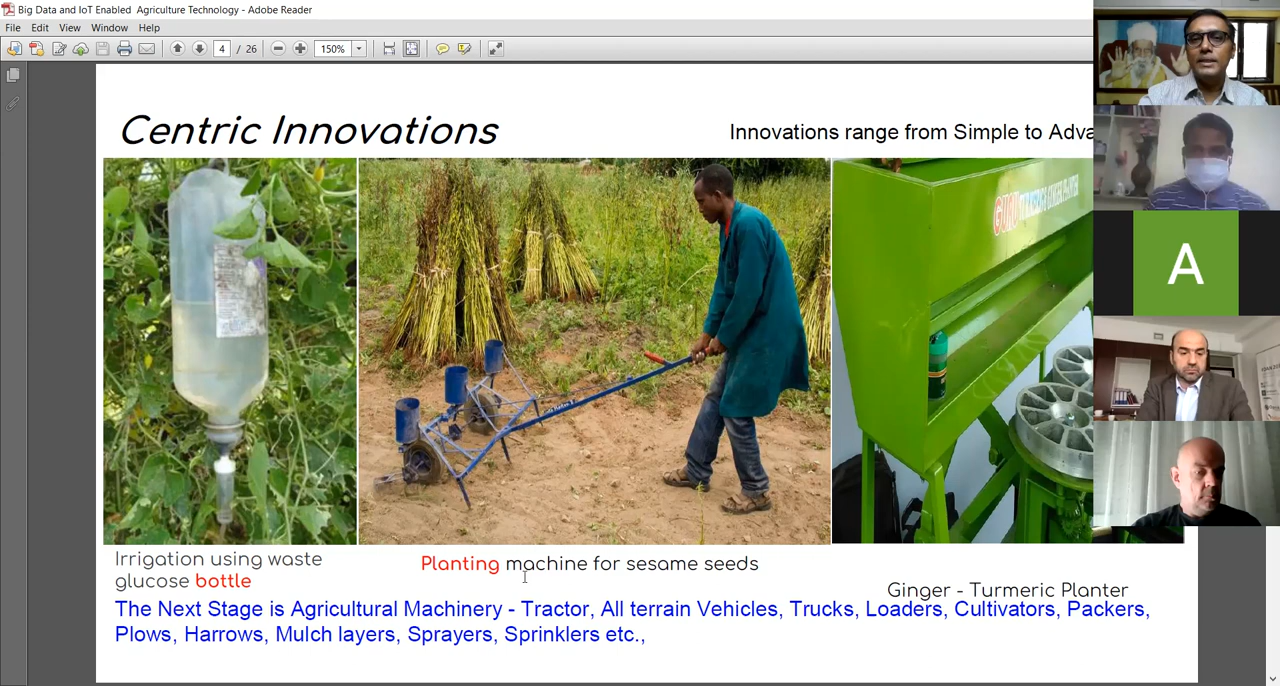 Big Data and IoT Enabled Agriculture Technology - Adobe Reader
File Edit View Window Help
4 / 26 150%
Centric Innovations
Innovations range from Simple to Adva
A
Irrigation using waste
glucose bottle
Planting machine for sesame seeds
Ginger - Turmeric Planter
The Next Stage is Agricultural Machinery - Tractor, All terrain Vehicles, Trucks, Loaders, Cultivators, Packers,
Plows, Harrows, Mulch layers, Sprayers, Sprinklers etc.,